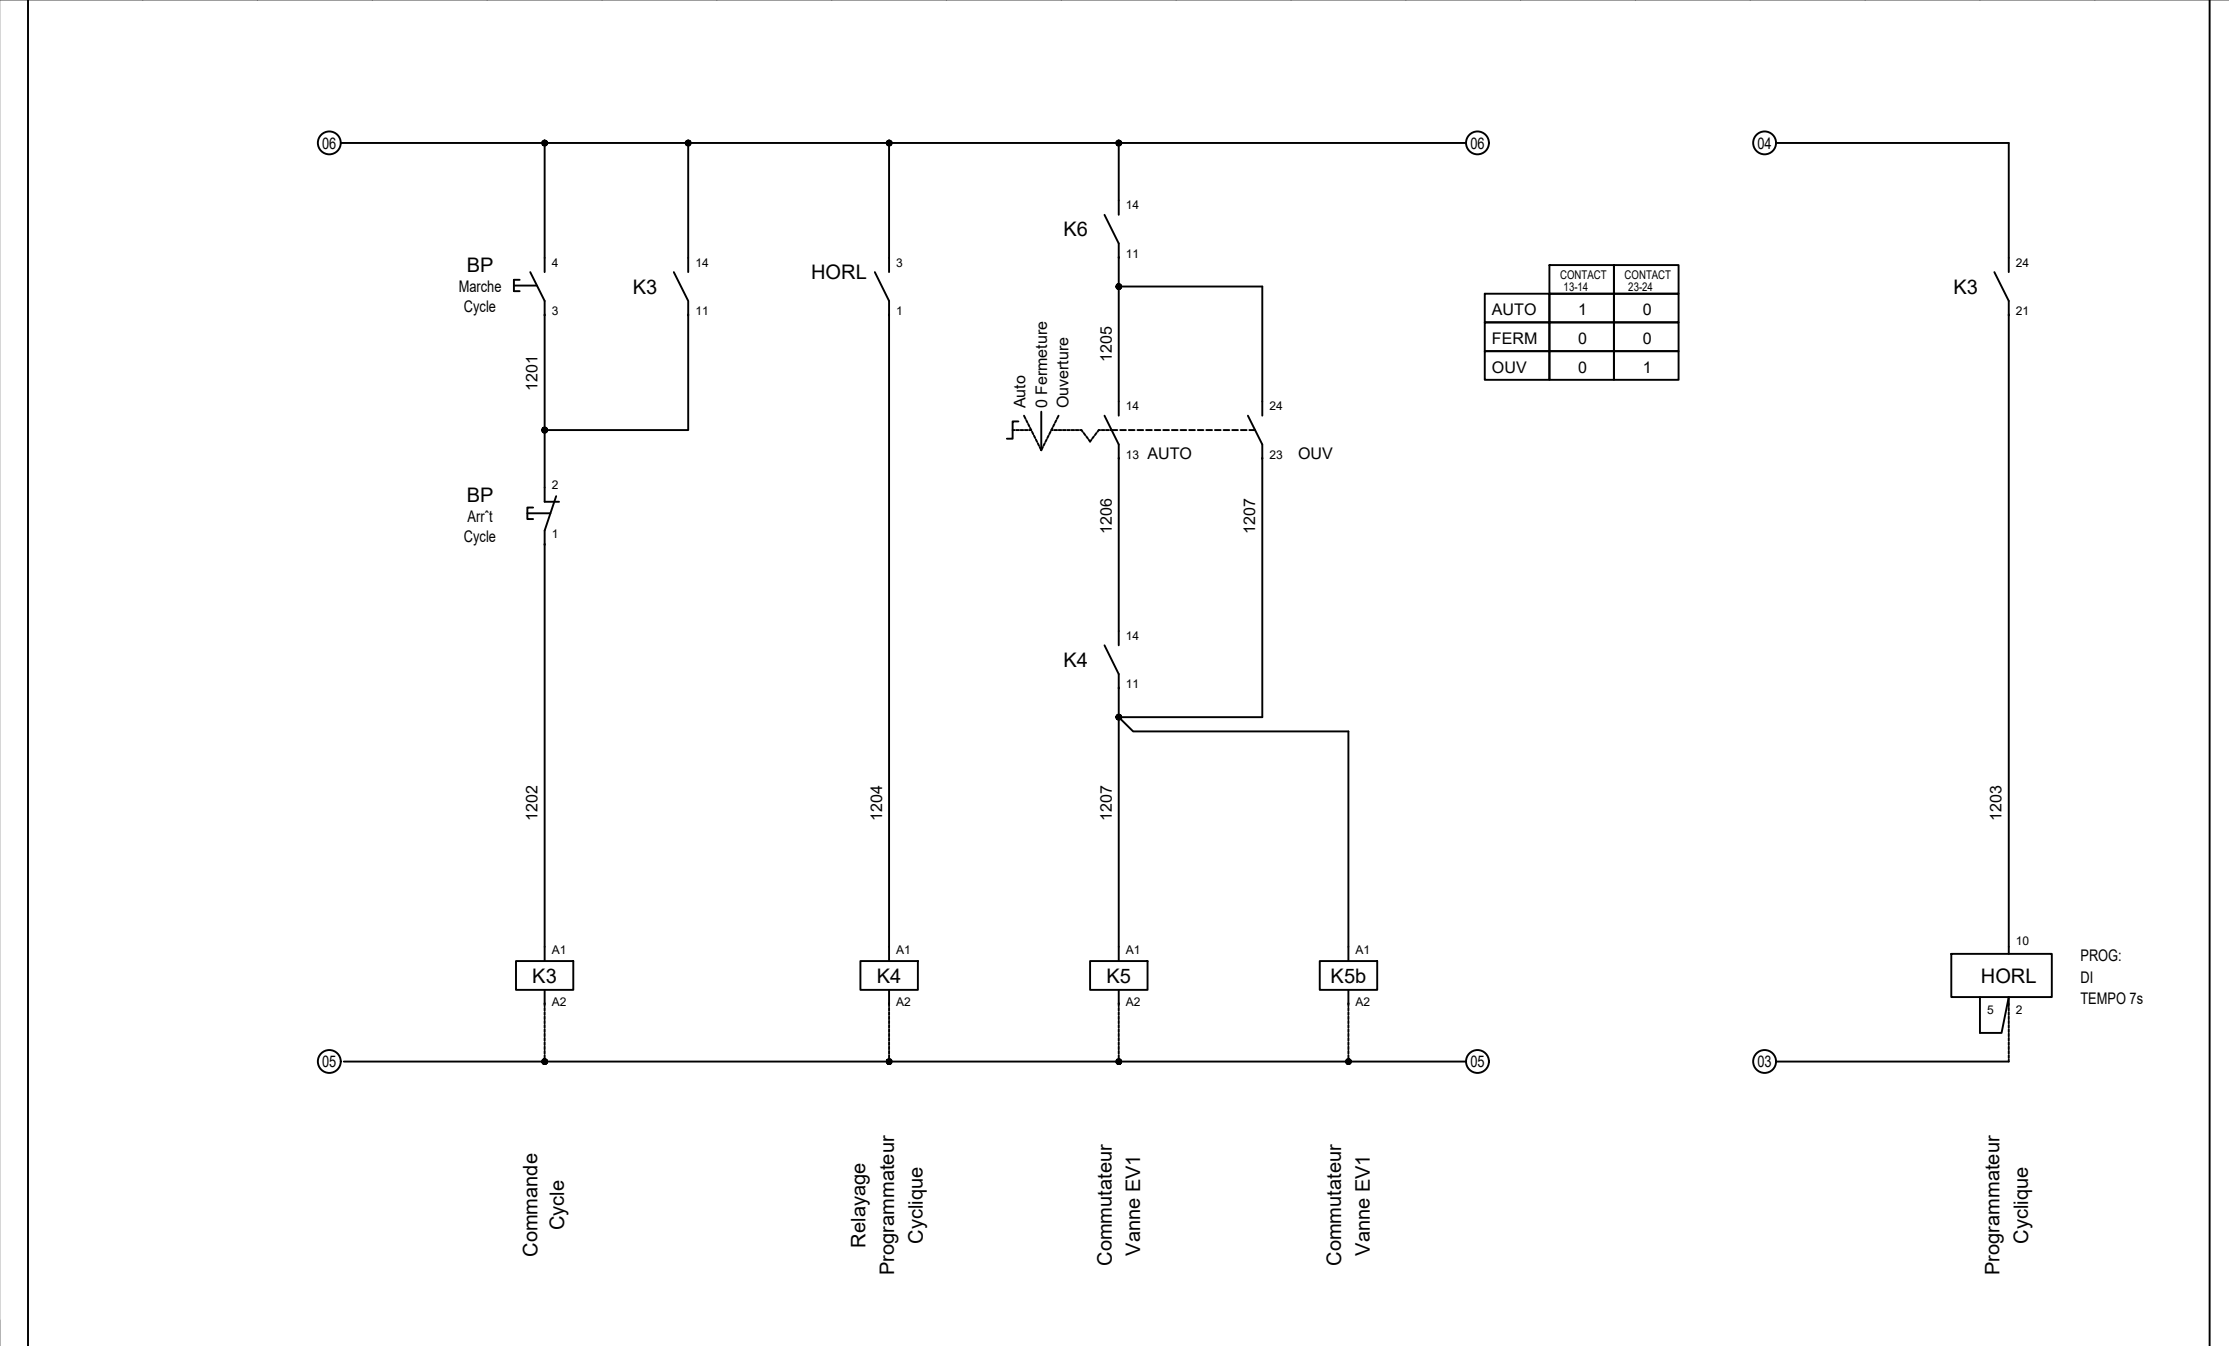 06
06
04
14
K6
11
BP
Marche
Cycle
4
3
K3
14
11
HORL
3
1
K3
24
21
CONTACT
13-14
CONTACT
23-24
AUTO 1 0
FERM 0 0
OUV 0 1
1201
1205
Auto
0 Fermeture
Ouverture
14
13 AUTO
24
23 OUV
BP
Arrˆt
Cycle
2
1
1206
1207
K4
14
11
1202
1204
1207
1203
A1
K3
A2
A1
K4
A2
A1
K5
A2
A1
K5b
A2
10
HORL
5
2
PROG:
DI
TEMPO 7s
05
05
03
Commande
Cycle
Relayage
Programmateur
Cyclique
Commutateur
Vanne EV1
Commutateur
Vanne EV1
Programmateur
Cyclique